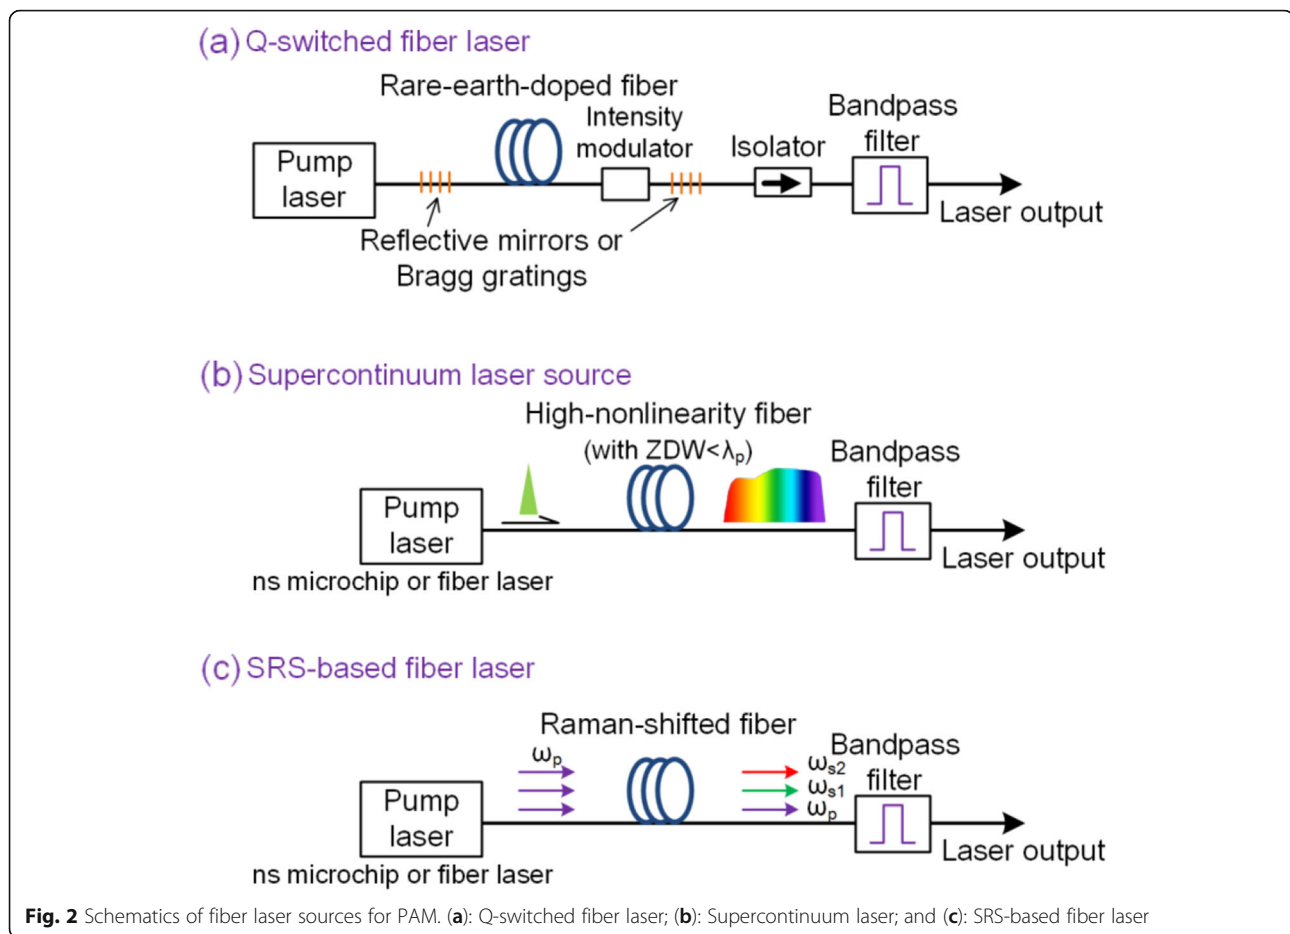 (a) Q-switched fiber laser
Rare-earth-doped fiber
Bandpass
filter
Intensity
modulator
Isolator
Pump
laser
Laser output
Reflective mirrors or
Bragg gratings
(b) Supercontinuum laser source
High-nonlinearity fiber
(with ZDW<λp)
Bandpass
filter
Pump
laser
Laser output
ns microchip or fiber laser
(c) SRS-based fiber laser
Raman-shifted fiber
Bandpass
filter
ωp
ωs2
ωs1
ωp
Pump
laser
Laser output
ns microchip or fiber laser
Fig. 2 Schematics of fiber laser sources for PAM. (a): Q-switched fiber laser; (b): Supercontinuum laser; and (c): SRS-based fiber laser